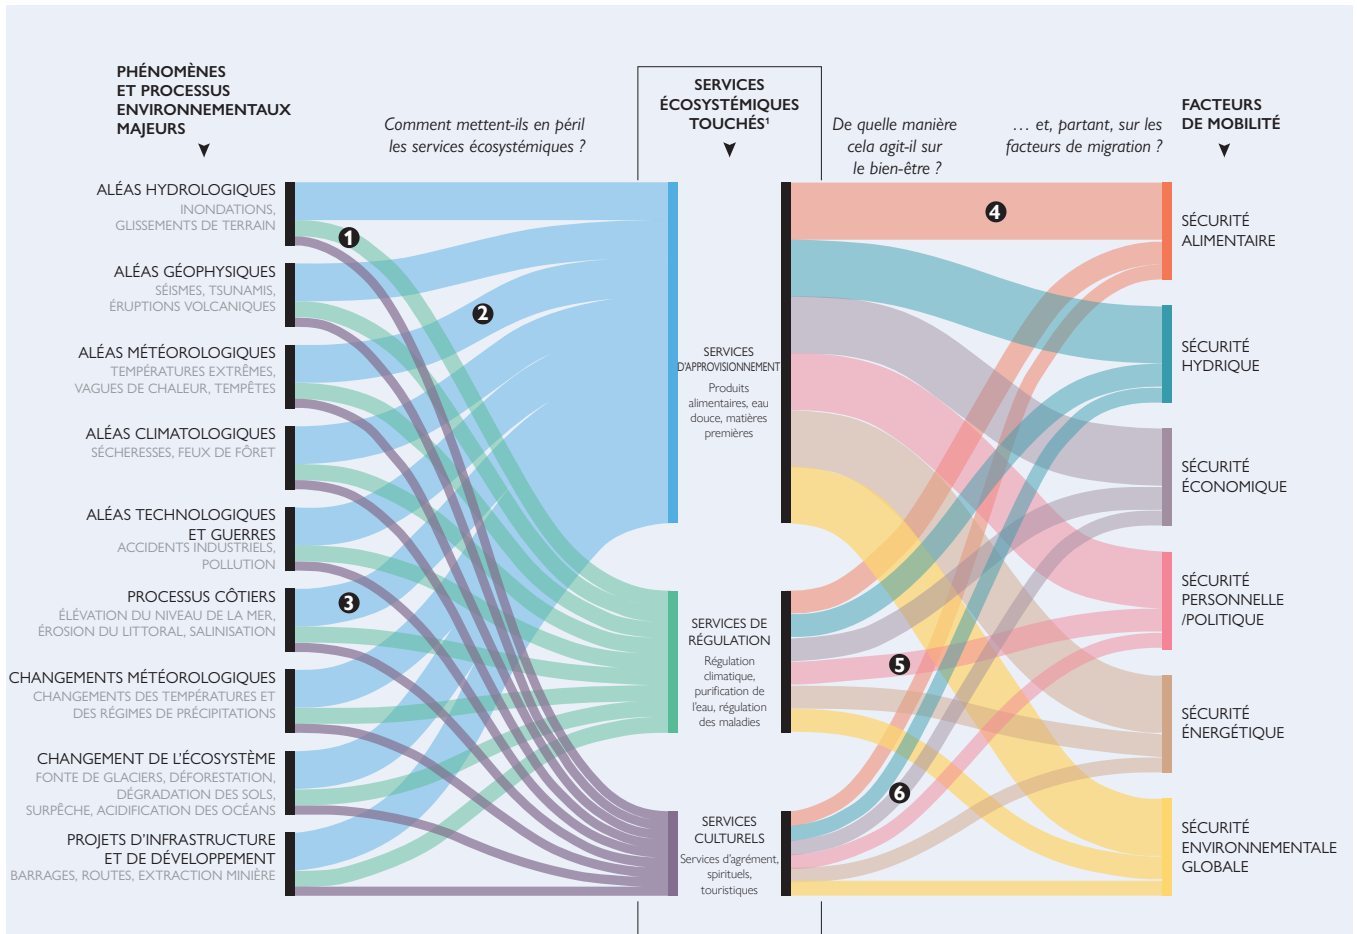 PHÉNOMÈNES
ET PROCESSUS
ENVIRONNEMENTAUX
MAJEURS
Comment mettent-ils en péril
les services écosystémiques ?
SERVICES
ÉCOSYSTÉMIQUES
TOUCHÉS¹
De quelle manière
cela agit-il sur
le bien-être ?
… et, partant, sur les
facteurs de migration ?
FACTEURS
DE MOBILITÉ
ALÉAS HYDROLOGIQUES
INONDATIONS,
GLISSEMENTS DE TERRAIN
ALÉAS GÉOPHYSIQUES
SÉISMES, TSUNAMIS,
ÉRUPTIONS VOLCANIQUES
ALÉAS MÉTÉOROLOGIQUES
TEMPÉRATURES EXTRÊMES,
VAGUES DE CHALEUR, TEMPÊTES
ALÉAS CLIMATOLOGIQUES
SÉCHERESSES, FEUX DE FÔRET
ALÉAS TECHNOLOGIQUES
ET GUERRES
ACCIDENTS INDUSTRIELS,
POLLUTION
PROCESSUS CÔTIERS
ÉLÉVATION DU NIVEAU DE LA MER,
ÉROSION DU LITTORAL, SALINISATION
CHANGEMENTS MÉTÉOROLOGIQUES
CHANGEMENTS DES TEMPÉRATURES ET
DES RÉGIMES DE PRÉCIPITATIONS
CHANGEMENT DE L'ÉCOSYSTÈME
FONTE DE GLACIERS, DÉFORESTATION,
DÉGRADATION DES SOLS,
SURPÊCHE, ACIDIFICATION DES OCÉANS
PROJETS D'INFRASTRUCTURE
ET DE DÉVELOPPEMENT
BARRAGES, ROUTES, EXTRACTION MINIÈRE
1
2
3
SERVICES
D'APPROVISIONNEMENT
Produits
alimentaires, eau
douce, matières
premières
SERVICES DE
RÉGULATION
Régulation
climatique,
purification de
l'eau, régulation
des maladies
SERVICES
CULTURELS
Services d'agrément,
spirituels,
touristiques
4
5
6
SÉCURITÉ
ALIMENTAIRE
SÉCURITÉ
HYDRIQUE
SÉCURITÉ
ÉCONOMIQUE
SÉCURITÉ
PERSONNELLE
/POLITIQUE
SÉCURITÉ
ÉNERGÉTIQUE
SÉCURITÉ
ENVIRONNEMENTALE
GLOBALE